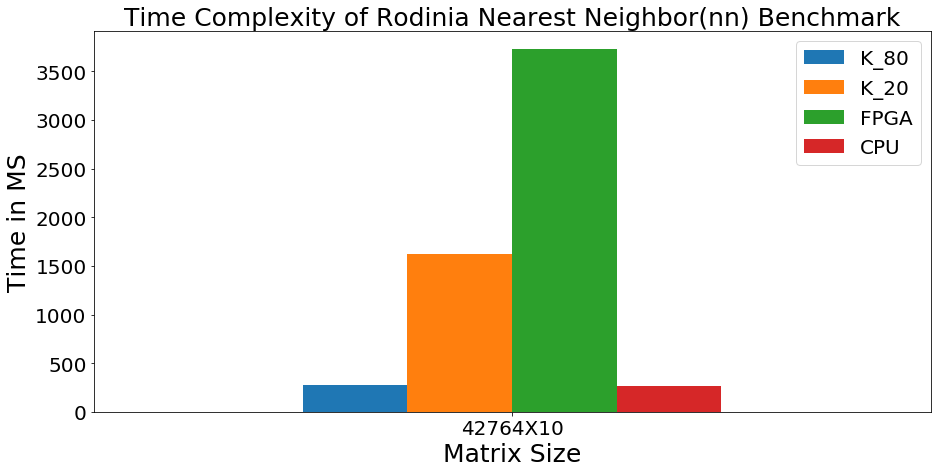 Time Complexity of Rodinia Nearest Neighbor(nn) Benchmark
K_80
K_20
FPGA
CPU
Time in MS
3500
3000
2500
2000
1500
1000
500
0
42764X10
Matrix Size